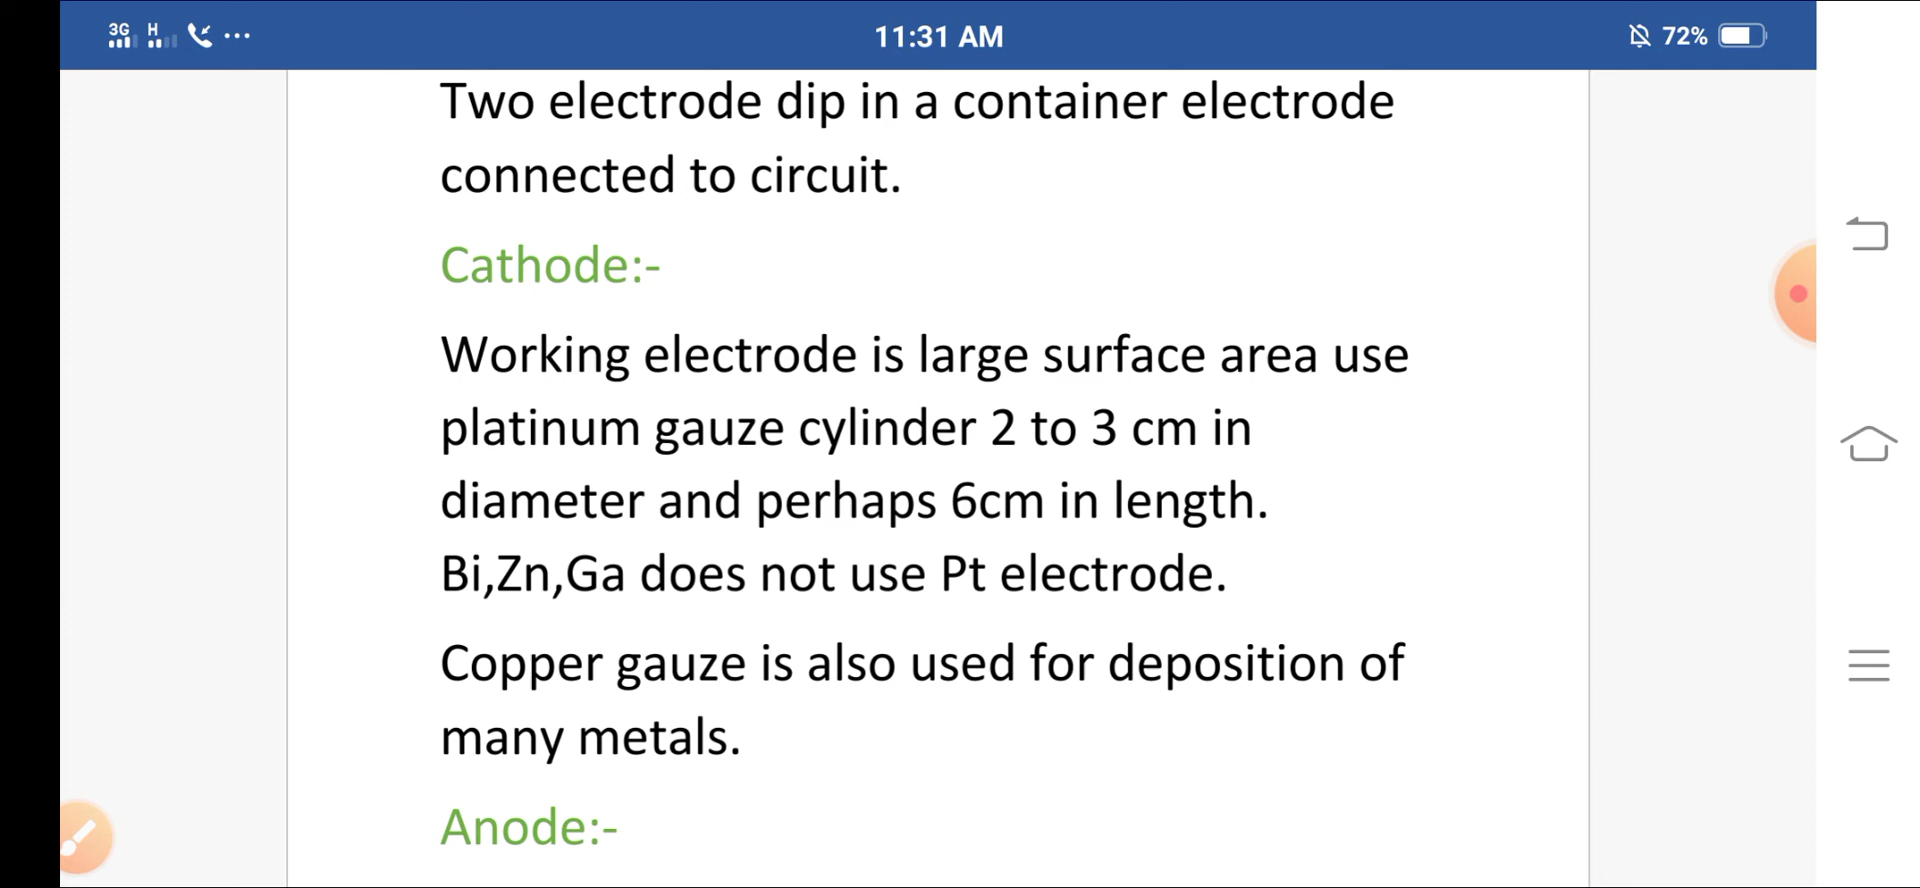 3G H 11:31 AM 72%
Two electrode dip in a container electrode
connected to circuit.
Cathode:-
Working electrode is large surface area use
platinum gauze cylinder 2 to 3 cm in
diameter and perhaps 6cm in length.
Bi,Zn,Ga does not use Pt electrode.
Copper gauze is also used for deposition of
many metals.
Anode:-